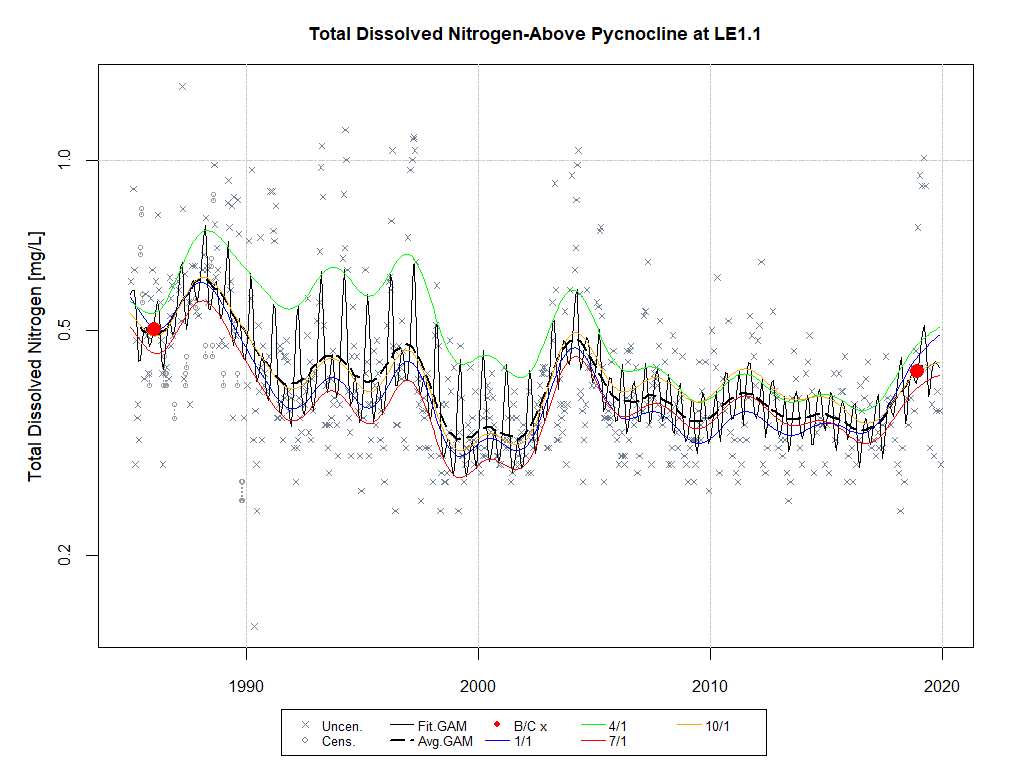 Total Dissolved Nitrogen-Above Pycnocline at LE1.1
Total Dissolved Nitrogen [mg/L]
1.0
0.5
0.2
1990 2000 2010 2020
Uncen. Fit.GAM B/C x 4/1 10/1
Cens. Avg.GAM 1/1 7/1